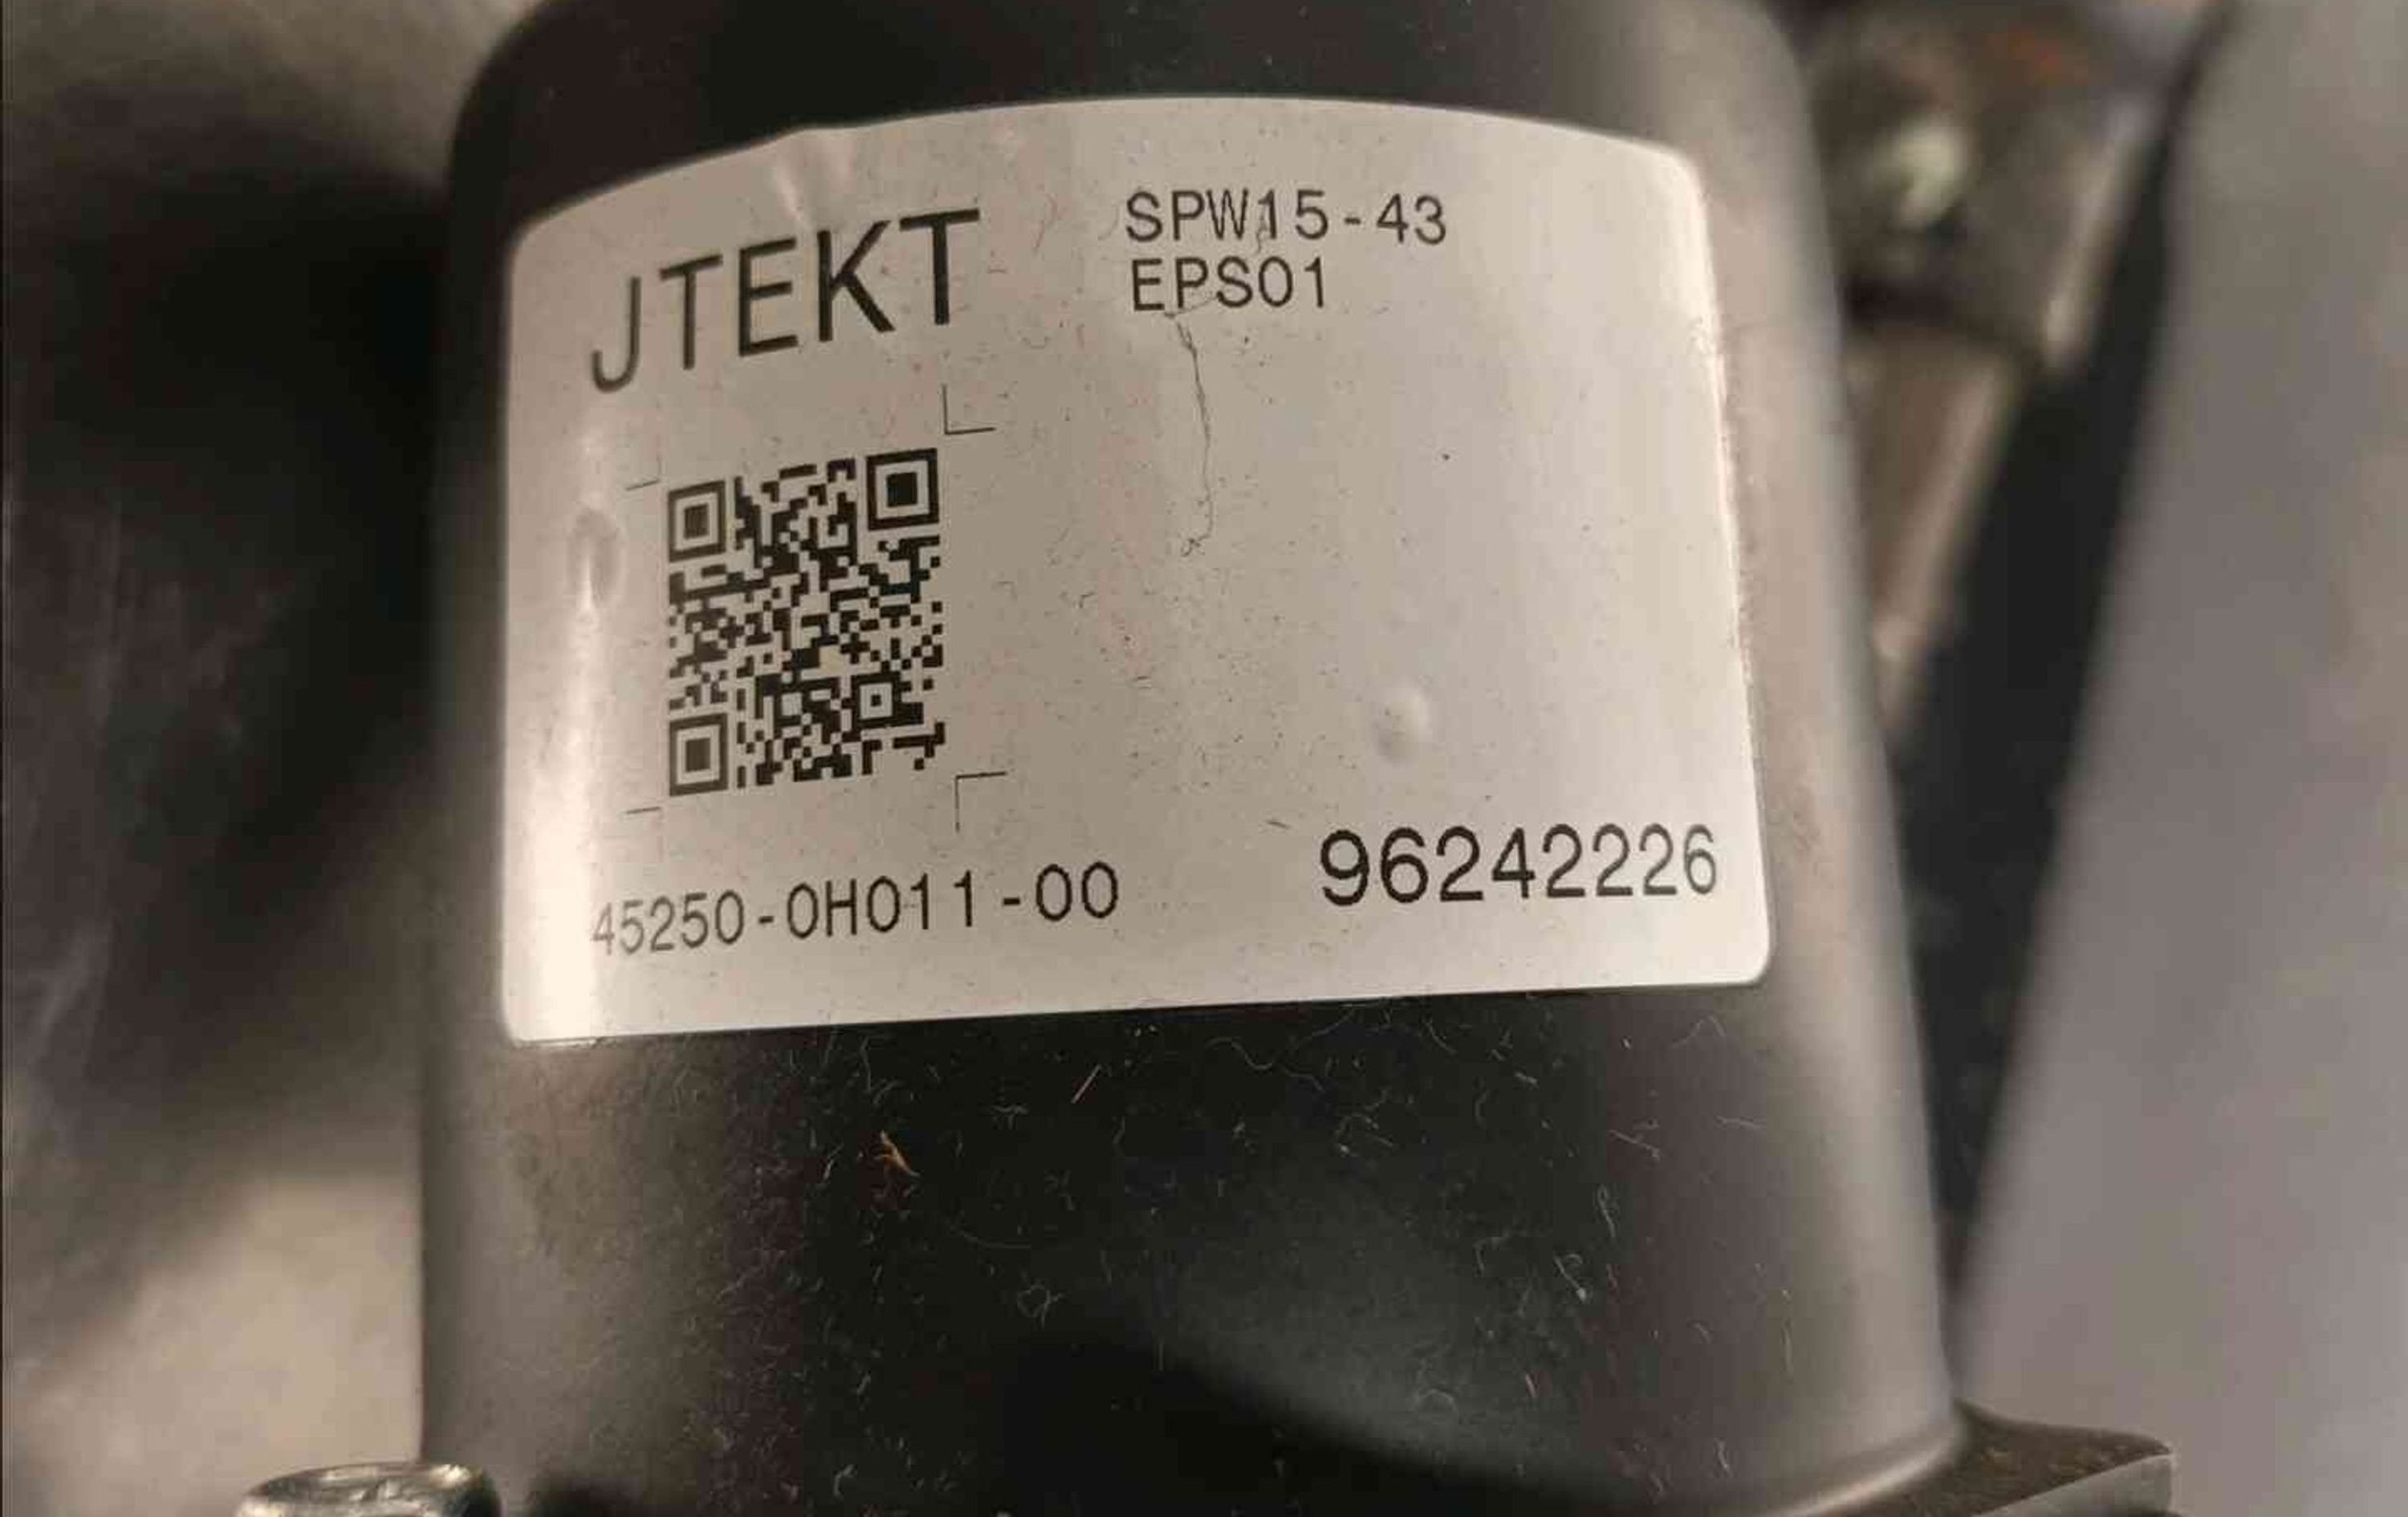 JTEKT
SPW15-43
EPS01
45250-0H011-00
96242226